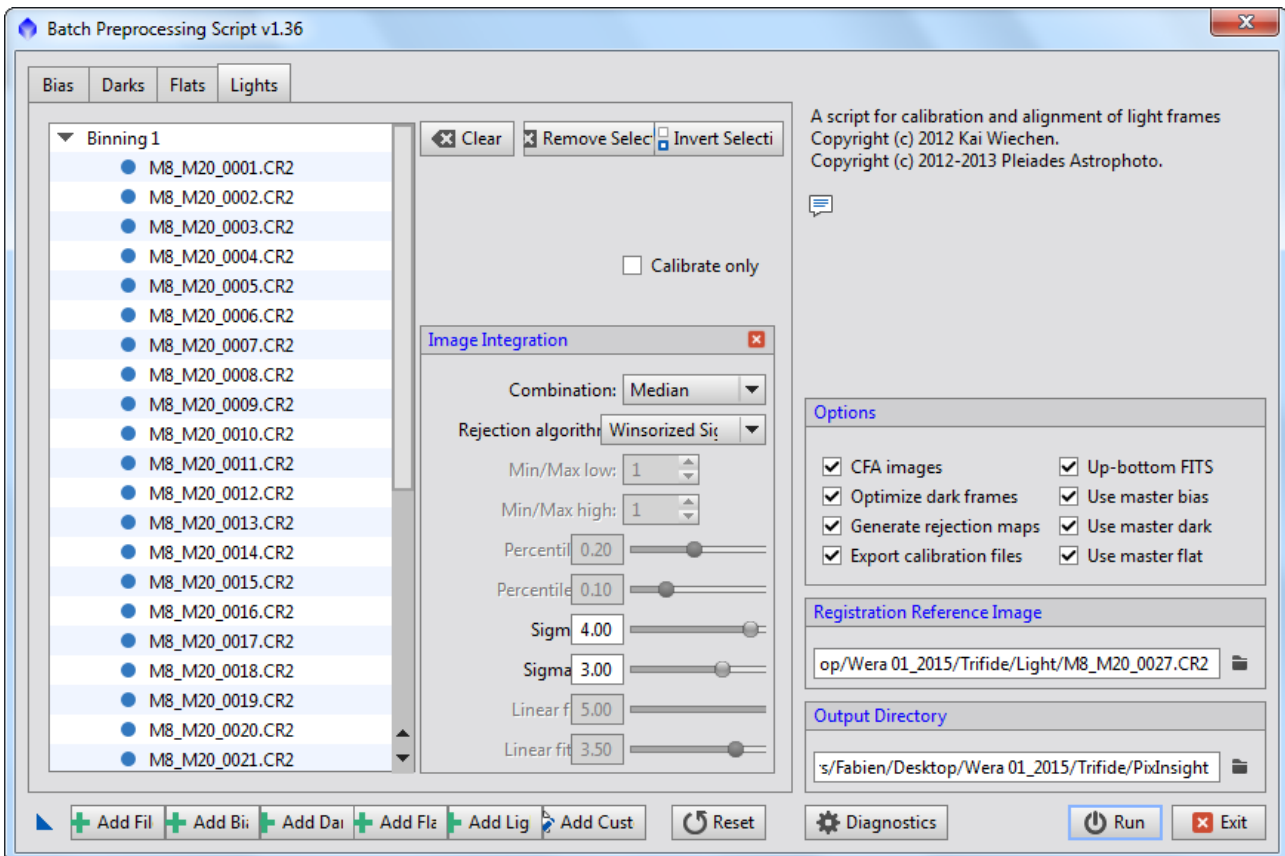 Batch Preprocessing Script v1.36
Bias Darks Flats Lights
Binning 1
M8_M20_0001.CR2
M8_M20_0002.CR2
M8_M20_0003.CR2
M8_M20_0004.CR2
M8_M20_0005.CR2
M8_M20_0006.CR2
M8_M20_0007.CR2
M8_M20_0008.CR2
M8_M20_0009.CR2
M8_M20_0010.CR2
M8_M20_0011.CR2
M8_M20_0012.CR2
M8_M20_0013.CR2
M8_M20_0014.CR2
M8_M20_0015.CR2
M8_M20_0016.CR2
M8_M20_0017.CR2
M8_M20_0018.CR2
M8_M20_0019.CR2
M8_M20_0020.CR2
M8_M20_0021.CR2
Clear Remove Selec Invert Selecti
Calibrate only
Image Integration
Combination: Median
Rejection algorithr Winsorized Sig
Min/Max low: 1
Min/Max high: 1
Percentil 0.20
Percentile 0.10
Sigm 4.00
Sigma 3.00
Linear f 5.00
Linear fit 3.50
A script for calibration and alignment of light frames
Copyright (c) 2012 Kai Wiechen.
Copyright (c) 2012-2013 Pleiades Astrophoto.
Options
CFA images Up-bottom FITS
Optimize dark frames Use master bias
Generate rejection maps Use master dark
Export calibration files Use master flat
Registration Reference Image
op/Wera 01_2015/Trifide/Light/M8_M20_0027.CR2
Output Directory
s/Fabien/Desktop/Wera 01_2015/Trifide/PixInsight
Add Fil Add Bia Add Dar Add Fla Add Lig Add Cust Reset Diagnostics Run Exit